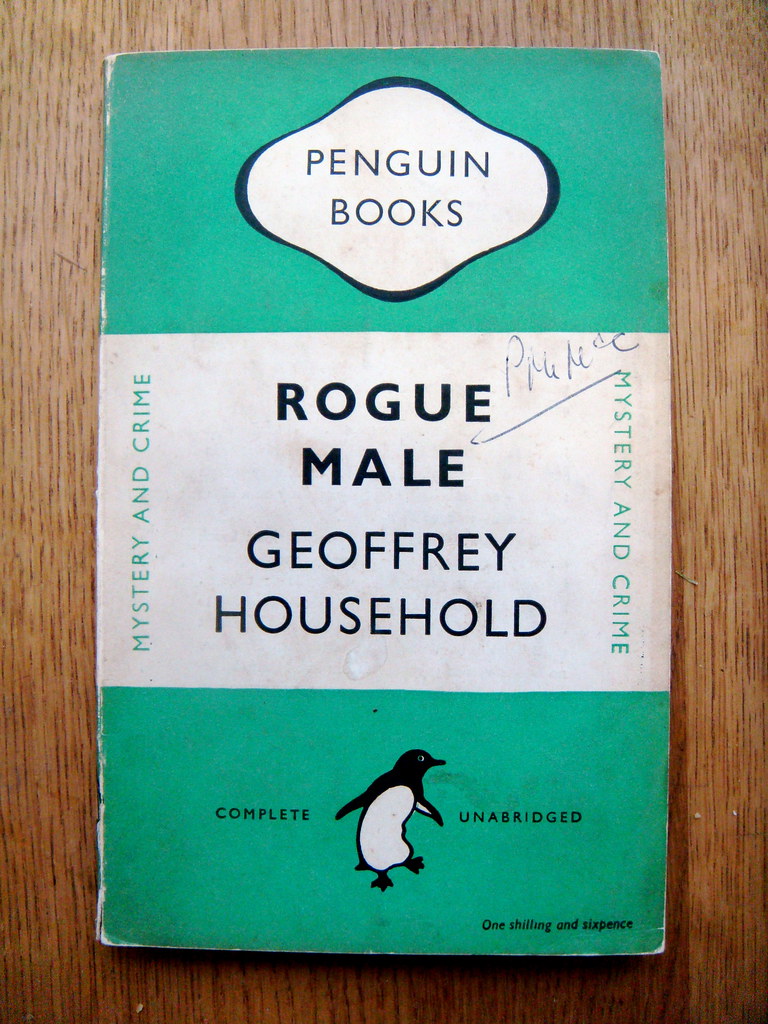 PENGUIN
BOOKS
ROGUE
MALE
GEOFFREY
HOUSEHOLD
MYSTERY AND CRIME
MYSTERY AND CRIME
COMPLETE
UNABRIDGED
One shilling and sixpence